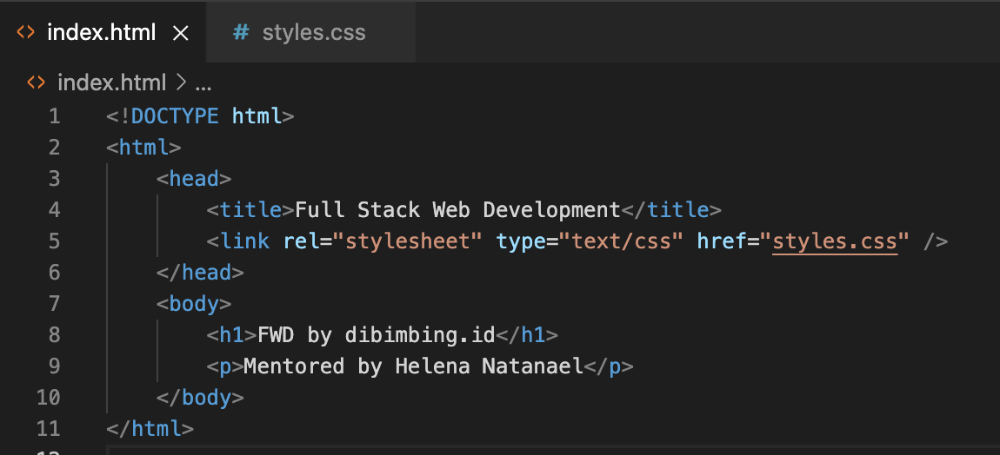 index.html
styles.css
index.html > ...
1 <!DOCTYPE html>
2 <html>
3 <head>
4 <title>Full Stack Web Development</title>
5 <link rel="stylesheet" type="text/css" href="styles.css" />
6 </head>
7 <body>
8 <h1>FWD by dibimbing.id</h1>
9 <p>Mentored by Helena Natanael</p>
10 </body>
11 </html>